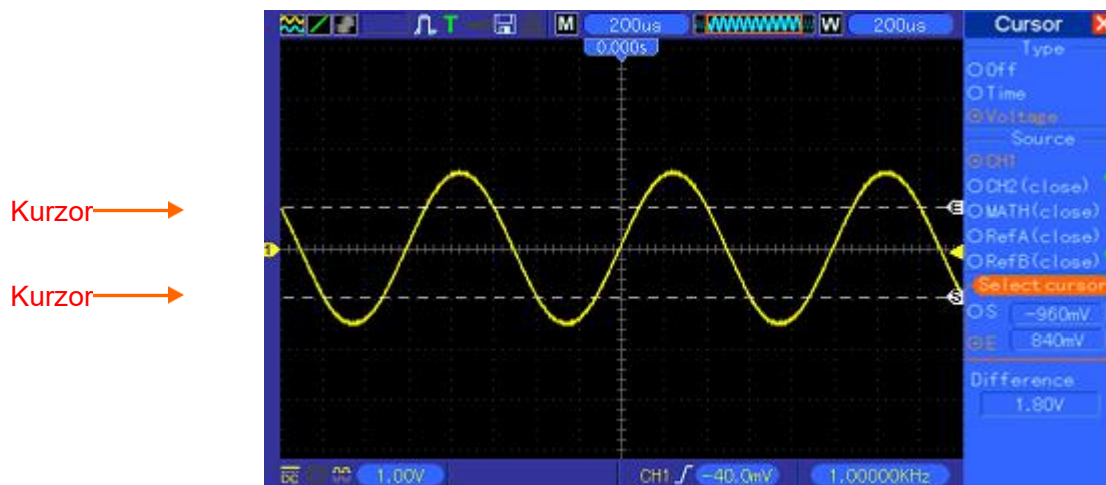 M 200us W 200us Cursor
0.000s
Type
Off
Time
Voltage
Source
CH1
CH2(close)
MATH(close)
RefA(close)
RefB(close)
Select cursor
S -960mV
E 840mV
Difference
1.80V
Kurzor
Kurzor
T
E
1
S
DC 1.00V CH1 -40.0mV 1.00000KHz